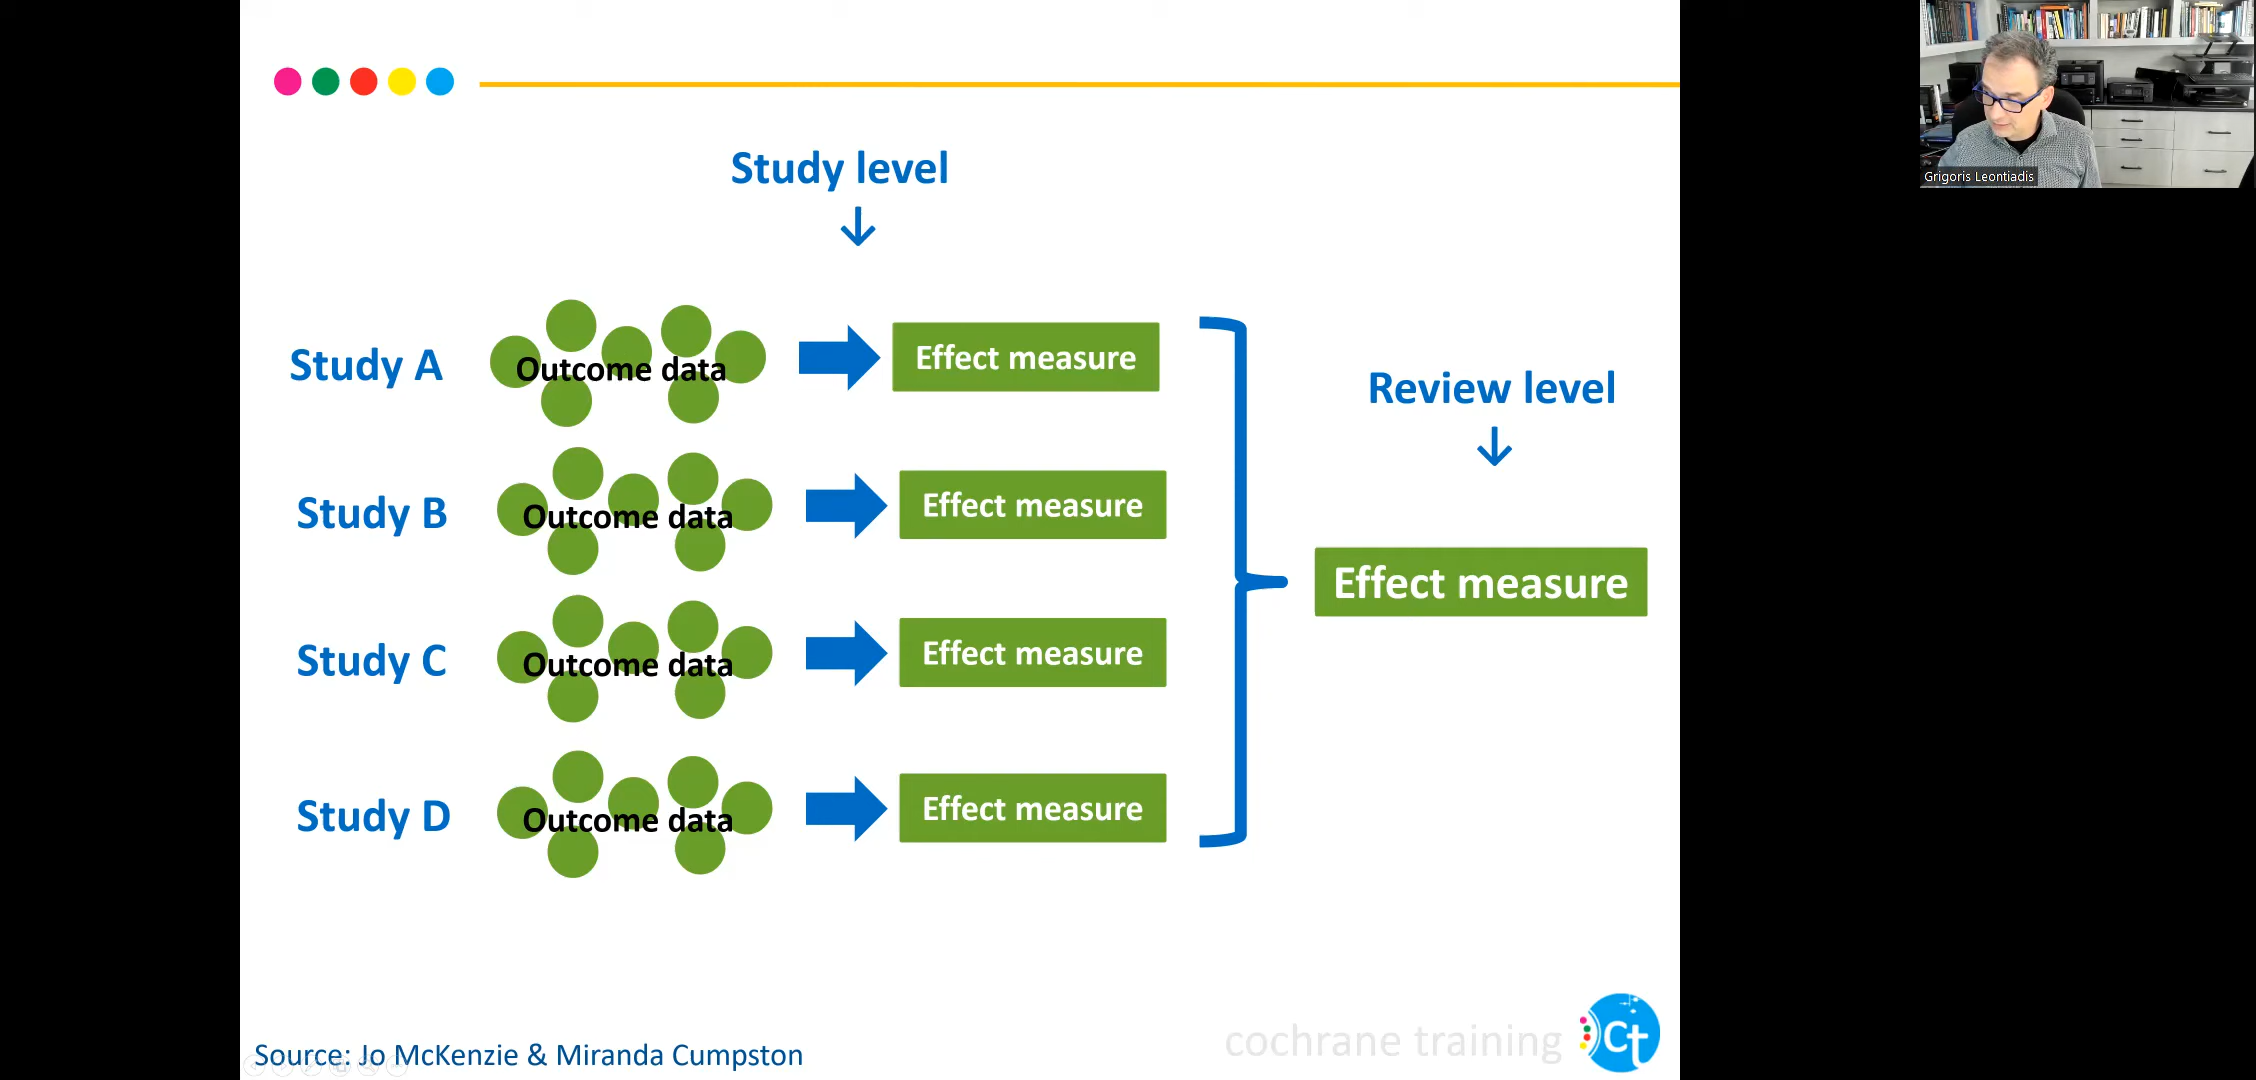 Study level
Study A
Outcome data
Effect measure
Study B
Outcome data
Effect measure
Study C
Outcome data
Effect measure
Study D
Outcome data
Effect measure
Review level
Effect measure
Source: Jo McKenzie & Miranda Cumpston
cochrane training
Ct
Grigoris Leontiadis